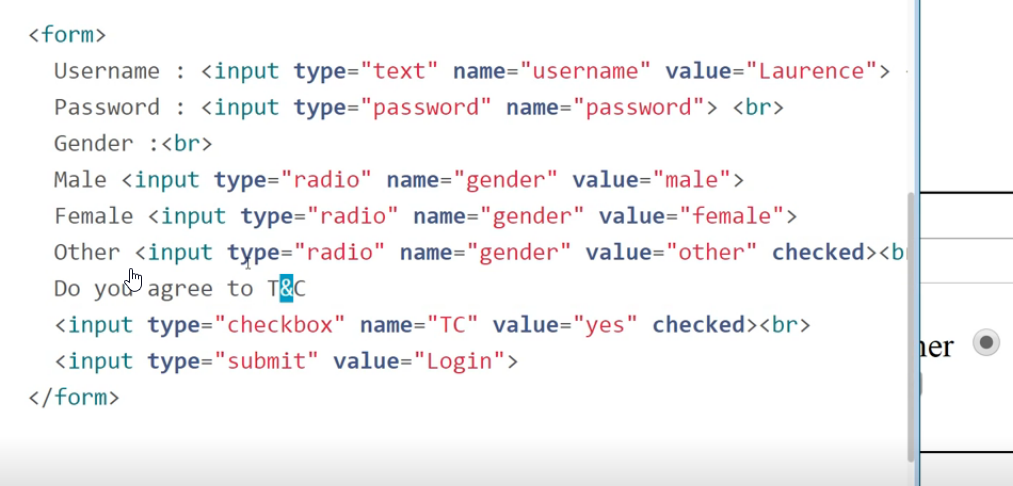 <form>
Username : <input type="text" name="username" value="Laurence">
Password : <input type="password" name="password"> <br>
Gender :<br>
Male <input type="radio" name="gender" value="male">
Female <input type="radio" name="gender" value="female">
Other <input type="radio" name="gender" value="other" checked><b
Do you agree to T&C
<input type="checkbox" name="TC" value="yes" checked><br>
<input type="submit" value="Login">
</form>
her